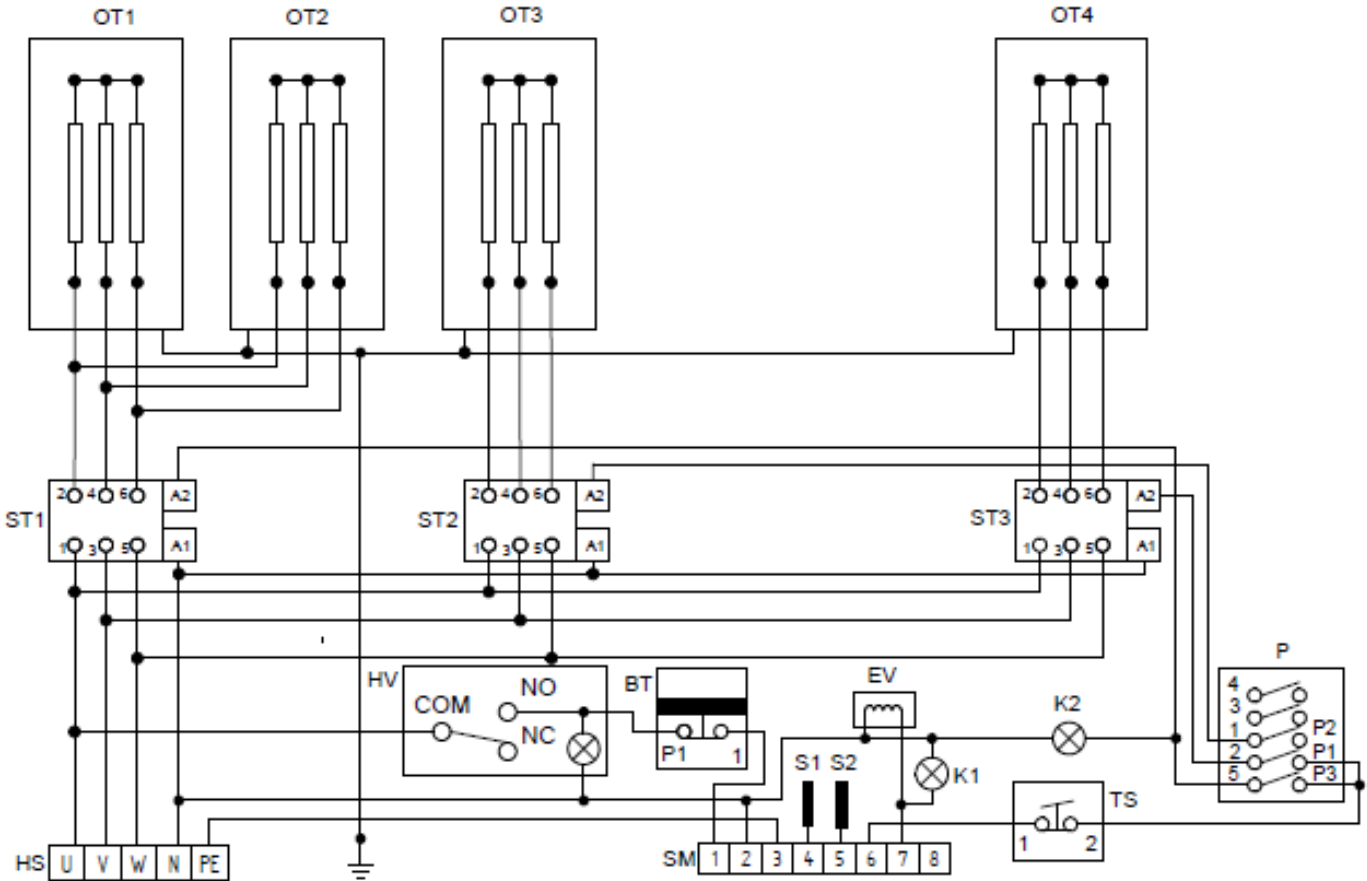 OT1 OT2 OT3 OT4
2 4 6 A2 2 4 6 A2 2 4 6 A2
ST1 ST2 ST3
1 3 5 A1 1 3 5 A1 1 3 5 A1
HV NO BT EV K2 P
COM 4
NC 3
P1 1 1 P2
S1 S2 2 P1
K1 5 P3
TS
1 2
HS U V W N PE SM 1 2 3 4 5 6 7 8